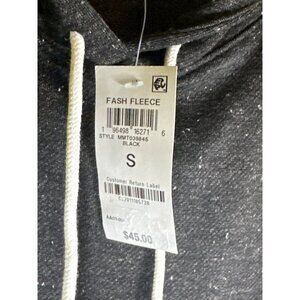 FASH FLEECE
1 96498 16271 6
STYLE MMT039845
BLACK
S
Customer Return Label
$45.00